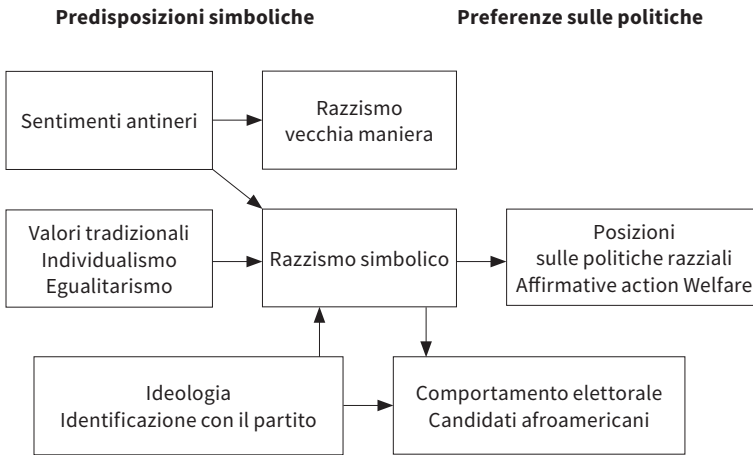 Predisposizioni simboliche
Preferenze sulle politiche
Sentimenti antineri
Razzismo
vecchia maniera
Valori tradizionali
Individualismo
Egualitarismo
Razzismo simbolico
Posizioni
sulle politiche razziali
Affirmative action Welfare
Ideologia
Identificazione con il partito
Comportamento elettorale
Candidati afroamericani